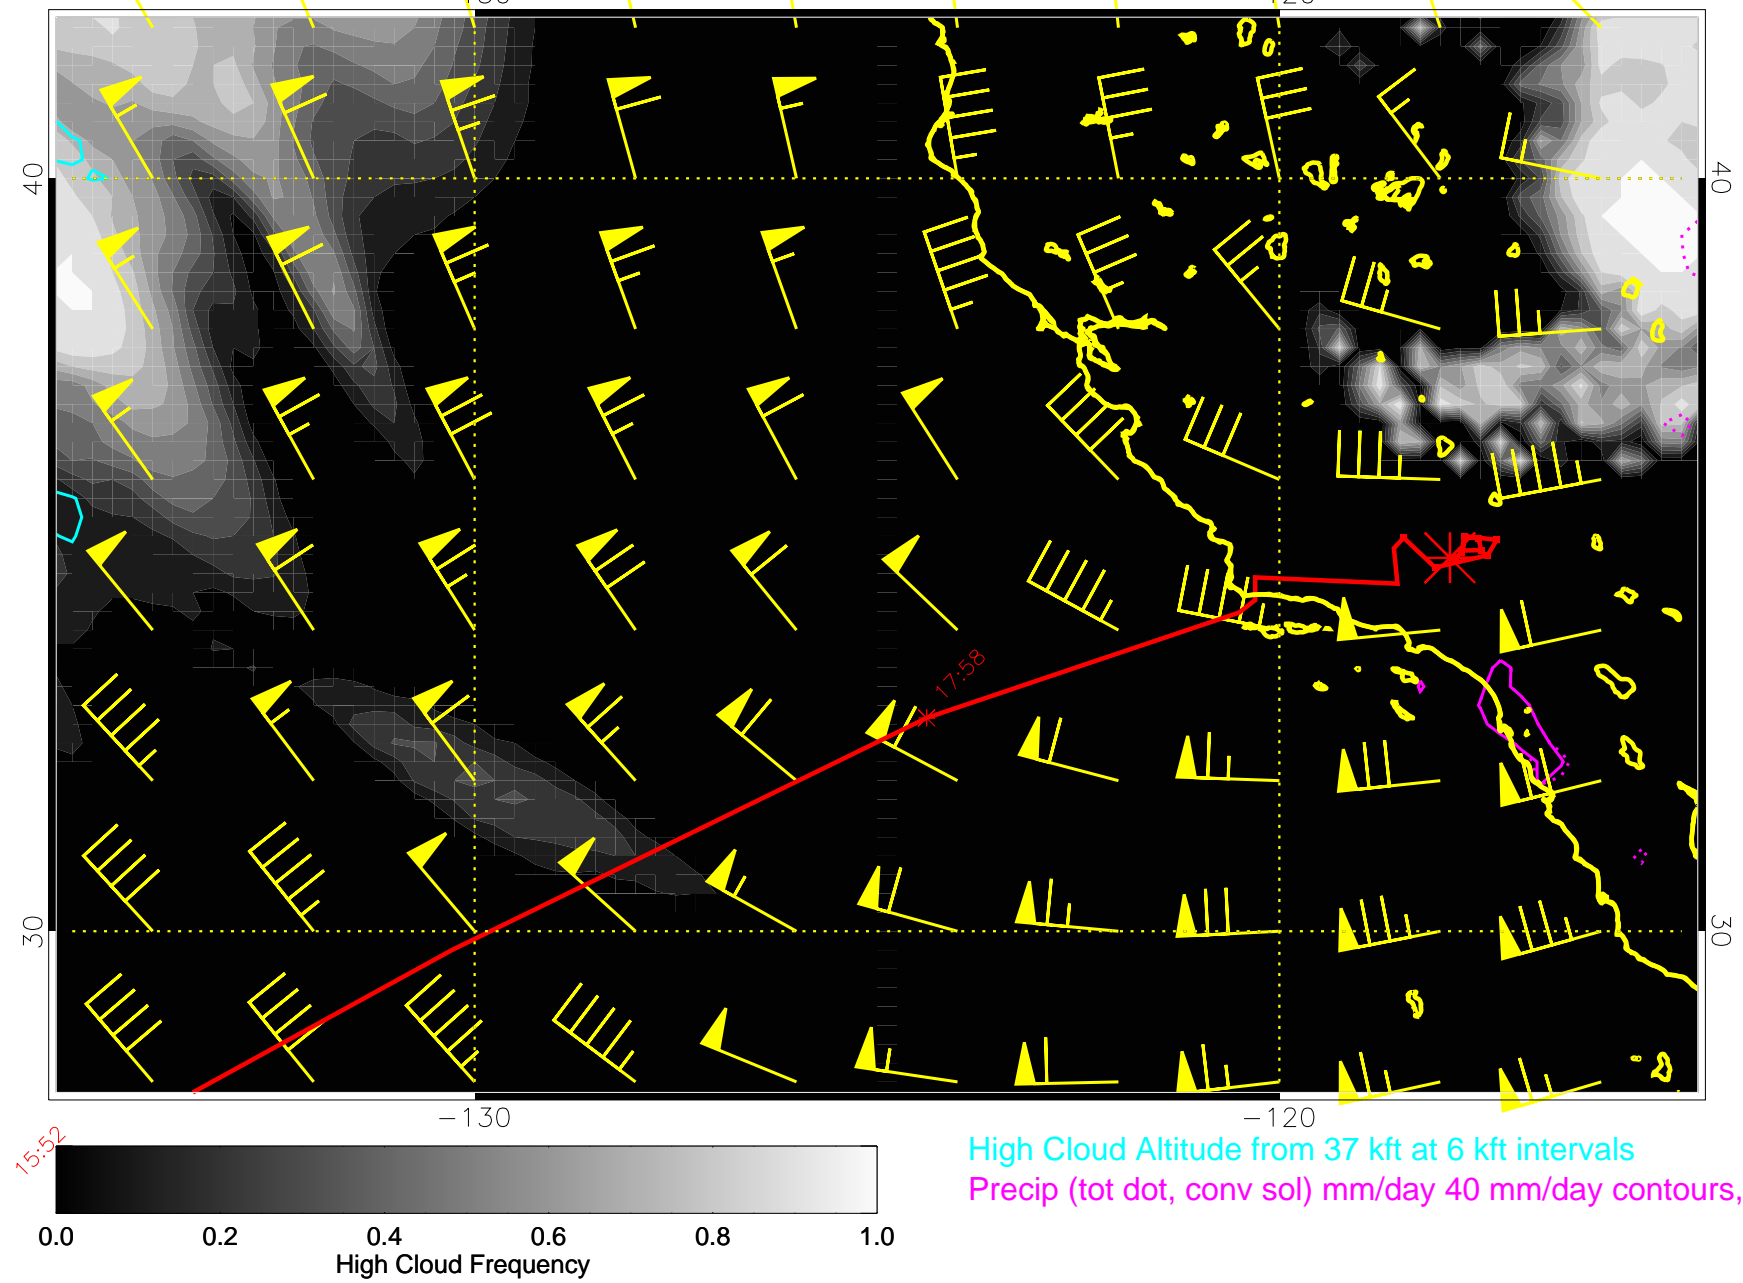 40
40
17:58
30
30
-130
-120
15:52
High Cloud Altitude from 37 kft at 6 kft intervals
Precip (tot dot, conv sol) mm/day 40 mm/day contours,
0.0 0.2 0.4 0.6 0.8 1.0
High Cloud Frequency